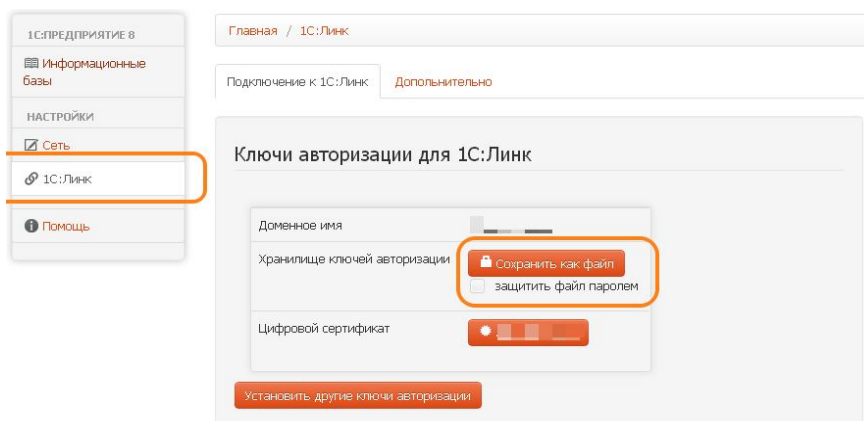 1С:ПРЕДПРИЯТИЕ 8
Информационные
базы
НАСТРОЙКИ
Сеть
1С:Линк
Помощь
Главная / 1С:Линк
Подключение к 1С:Линк Допольнительно
Ключи авторизации для 1С:Линк
Доменное имя
Хранилище ключей авторизации Сохранить как файл
защитить файл паролем
Цифровой сертификат
Установить другие ключи авторизации